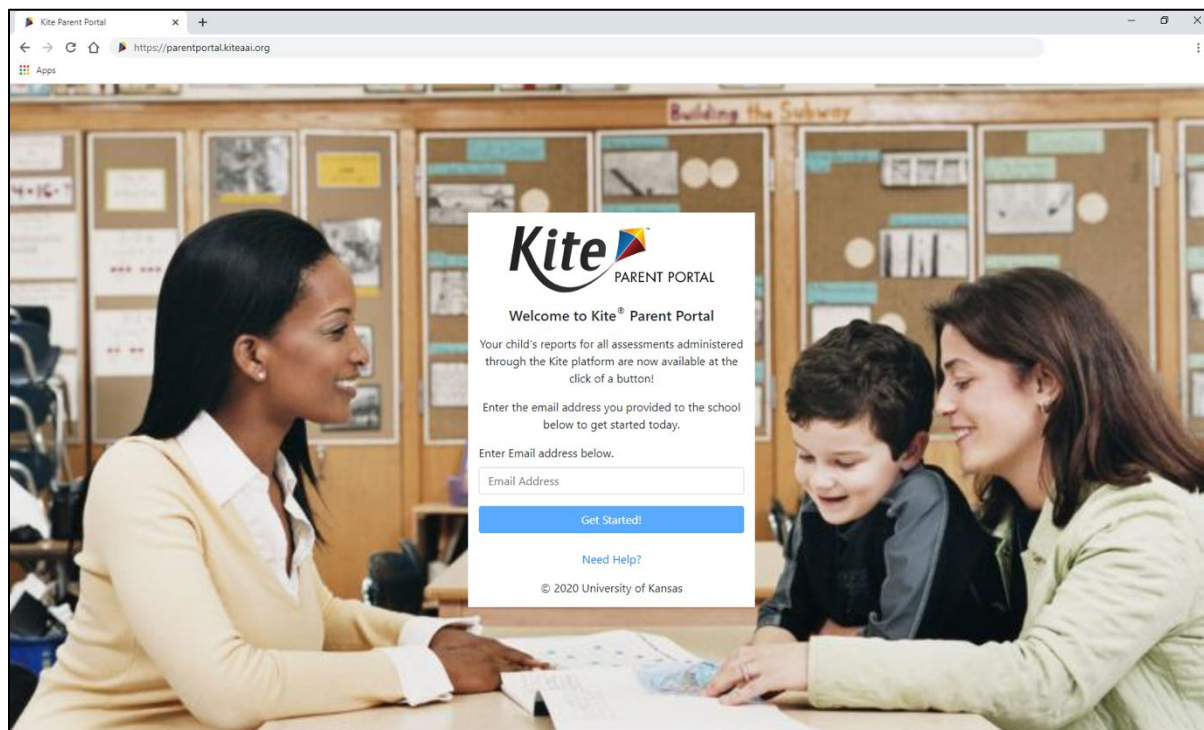 Kite Parent Portal
https://parentportal.kiteaai.org
Apps
Building the Subway
4+16=?
Kite™
PARENT PORTAL
Welcome to Kite® Parent Portal
Your child's reports for all assessments administered
through the Kite platform are now available at the
click of a button!
Enter the email address you provided to the school
below to get started today.
Enter Email address below.
Email Address
Get Started!
Need Help?
© 2020 University of Kansas